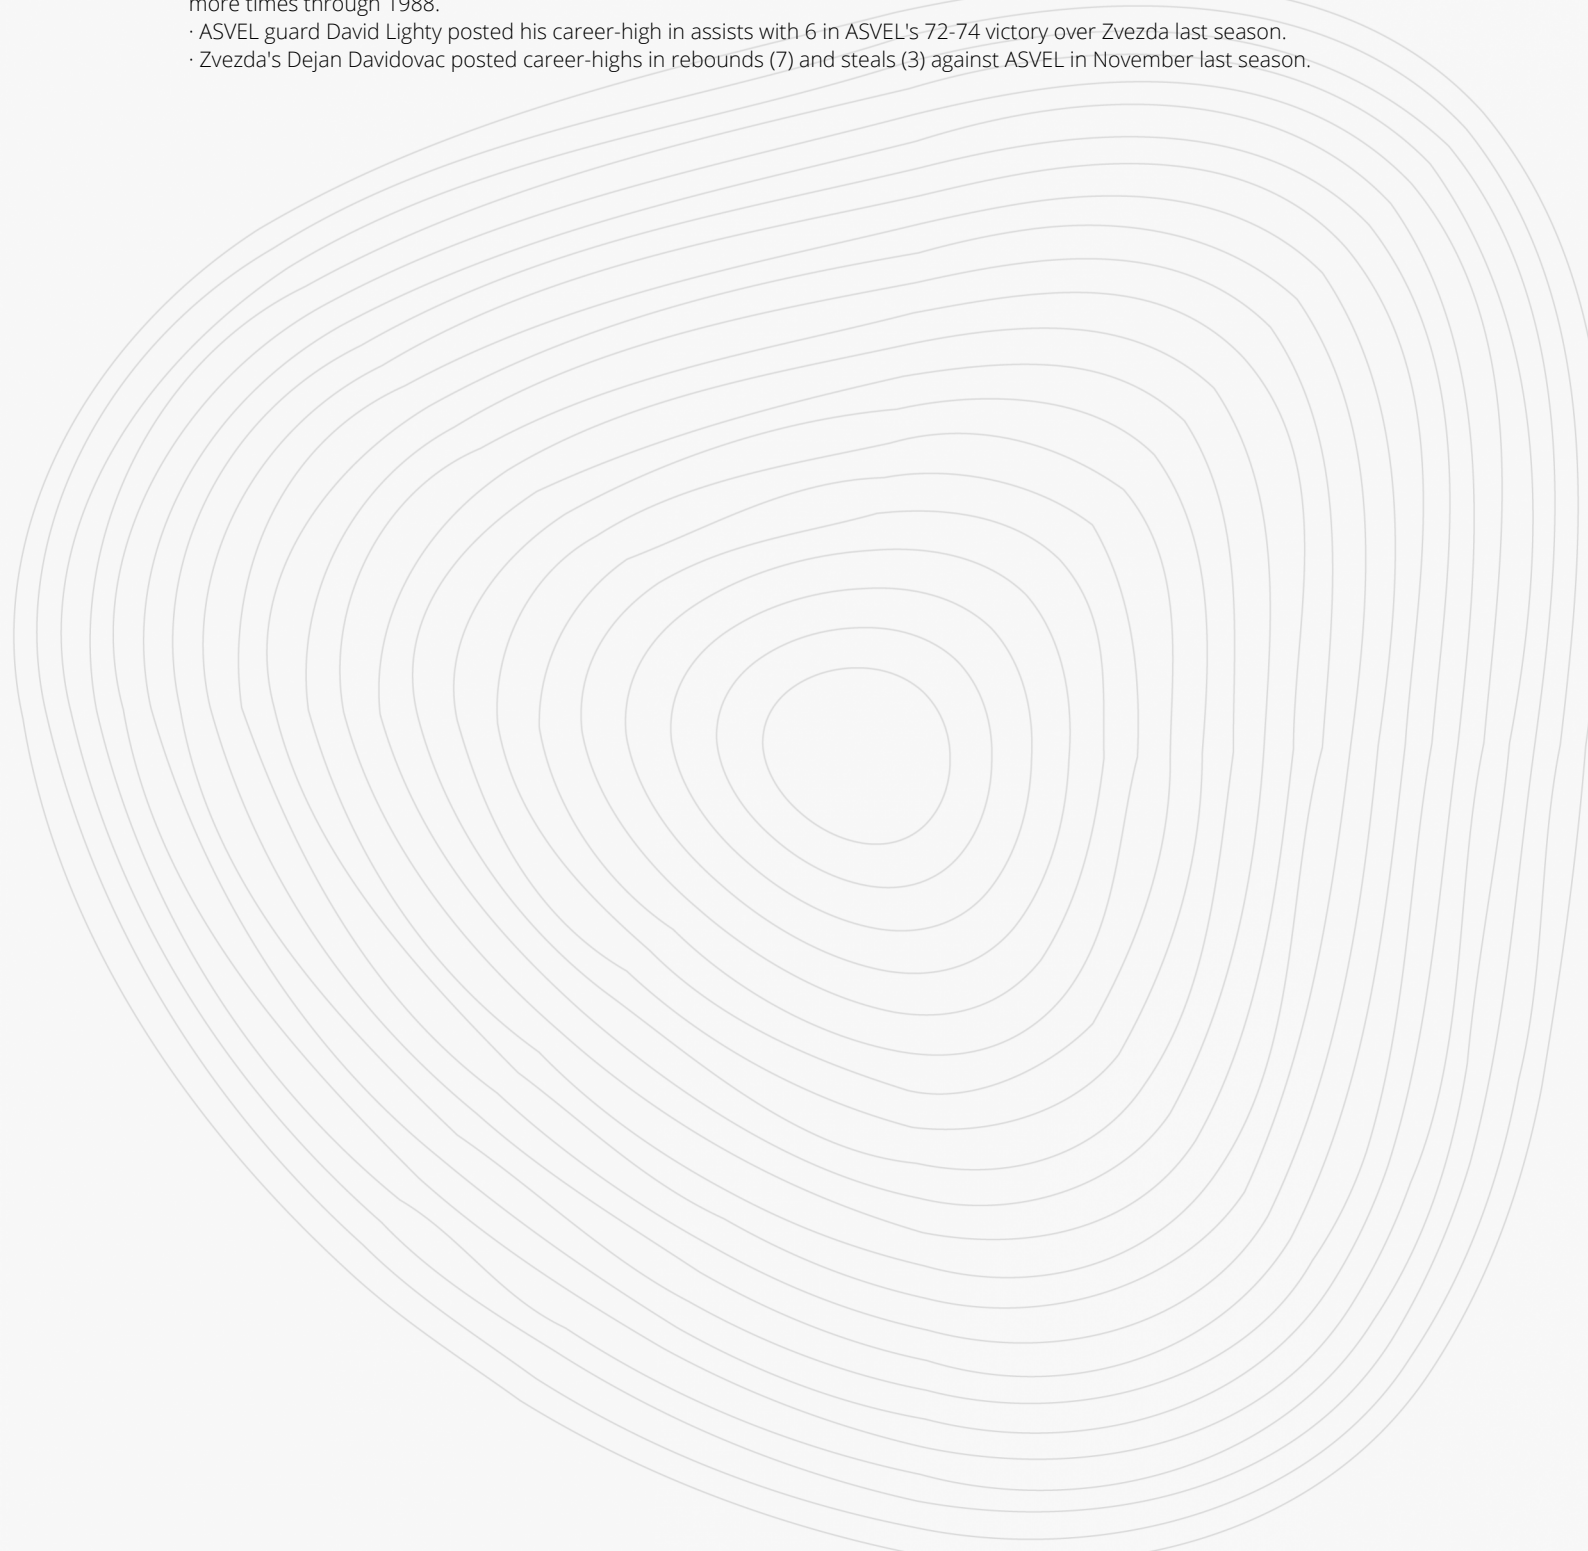 more times through 1988.
· ASVEL guard David Lighty posted his career-high in assists with 6 in ASVEL's 72-74 victory over Zvezda last season.
· Zvezda's Dejan Davidovac posted career-highs in rebounds (7) and steals (3) against ASVEL in November last season.